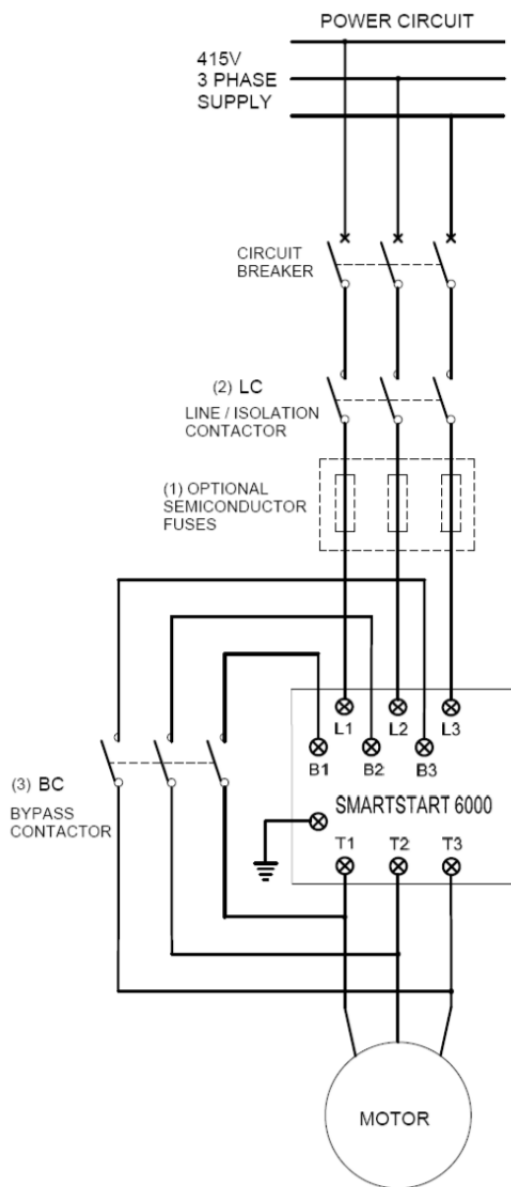 POWER CIRCUIT
415V
3 PHASE
SUPPLY
CIRCUIT
BREAKER
(2) LC
LINE / ISOLATION
CONTACTOR
(1) OPTIONAL
SEMICONDUCTOR
FUSES
L1 L2 L3
B1 B2 B3
(3) BC
BYPASS
CONTACTOR
SMARTSTART 6000
T1 T2 T3
MOTOR